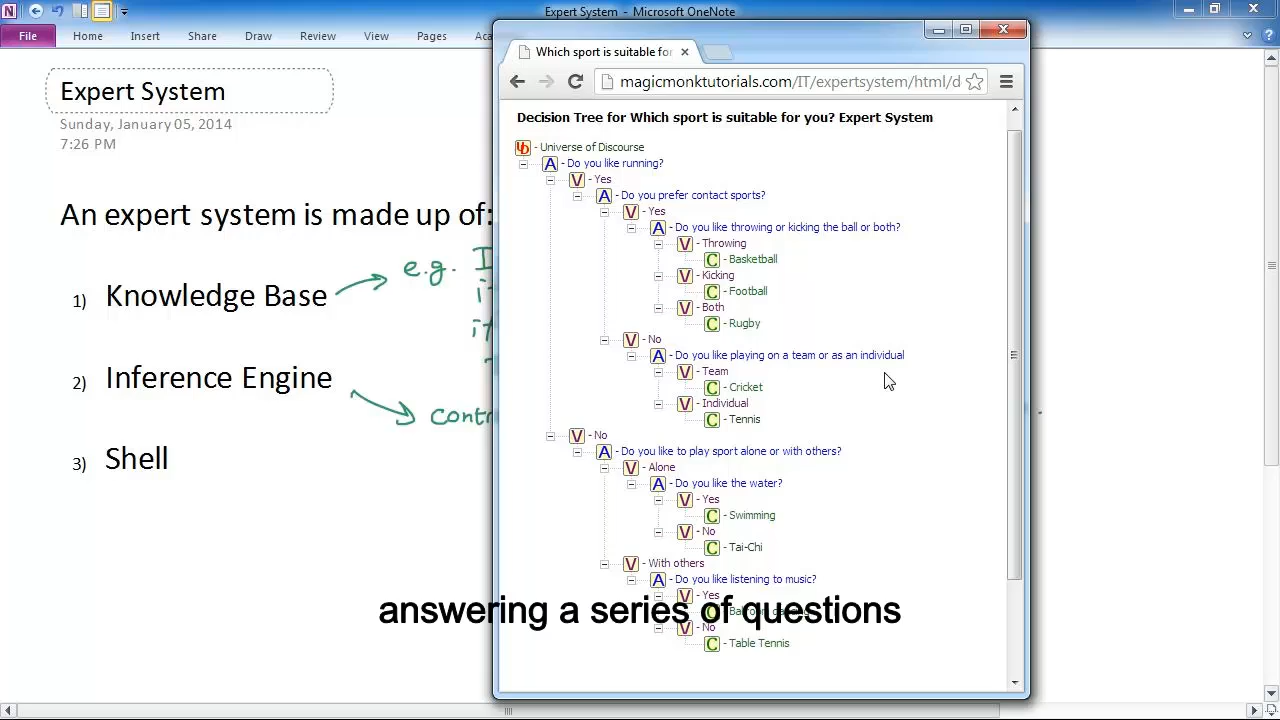 Expert System - Microsoft OneNote
File Home Insert Share Draw Review View Pages
Expert System
Sunday, January 05, 2014
7:26 PM
An expert system is made up of:
1) Knowledge Base
e.g.
2) Inference Engine
3) Shell
Which sport is suitable for
magicmonktutorials.com/IT/expertsystem/html/d
Decision Tree for Which sport is suitable for you? Expert System
UD - Universe of Discourse
A - Do you like running?
V - Yes
A - Do you prefer contact sports?
V - Yes
A - Do you like throwing or kicking the ball or both?
V - Throwing
C - Basketball
V - Kicking
C - Football
V - Both
C - Rugby
V - No
A - Do you like playing on a team or as an individual
V - Team
C - Cricket
V - Individual
C - Tennis
V - No
A - Do you like to play sport alone or with others?
V - Alone
A - Do you like the water?
V - Yes
C - Swimming
V - No
C - Tai-Chi
V - With others
A - Do you like listening to music?
V - Yes
answering a series of questions
V - No
C - Table Tennis